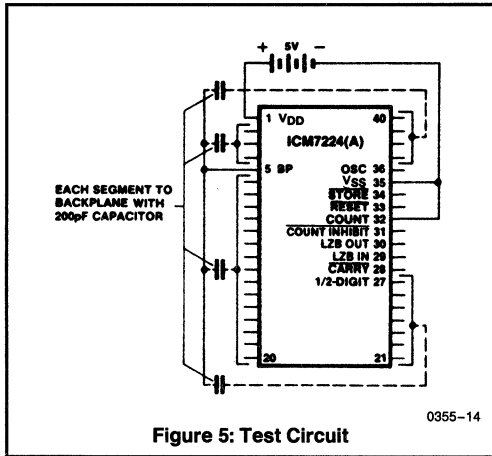 + 5V −
1 VDD 40
ICM7224(A)
5 BP OSC 36
VSS 35
STORE 34
RESET 33
COUNT 32
COUNT INHIBIT 31
LZB OUT 30
LZB IN 29
CARRY 28
1/2-DIGIT 27
20 21
EACH SEGMENT TO
BACKPLANE WITH
200pF CAPACITOR
0355–14
Figure 5: Test Circuit